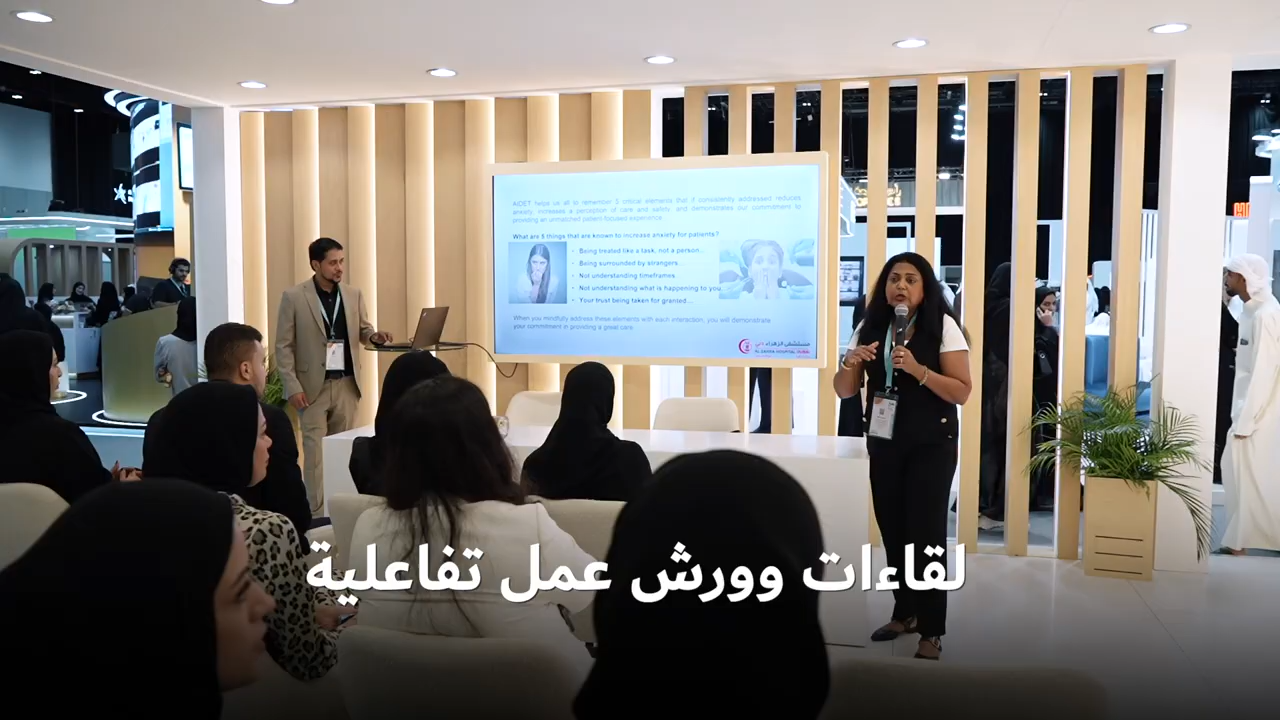 AIDET helps us all to remember 5 critical elements that if consistently addressed reduces
anxiety, increases a perception of care and safety, and demonstrates our commitment to
providing an unmatched patient-focused experience.
What are 5 things that are known to increase anxiety for patients?
• Being treated like a task, not a person...
• Being surrounded by strangers...
• Not understanding timeframes
• Not understanding what is happening to you
• Your trust being taken for granted...
When you mindfully address these elements with each interaction, you will demonstrate
your commitment in providing a great care
مستشفى الزهراء دبي
AL ZAHRA HOSPITAL DUBAI
لقاءات وورش عمل تفاعلية